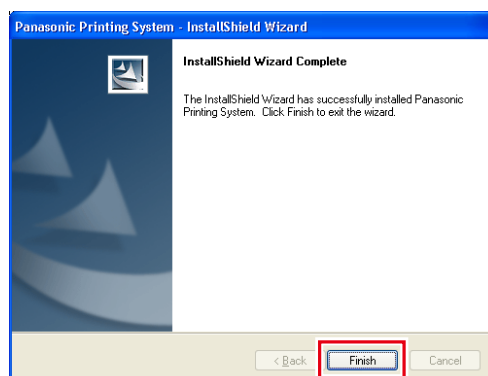 Panasonic Printing System - InstallShield Wizard
InstallShield Wizard Complete
The InstallShield Wizard has successfully installed Panasonic
Printing System. Click Finish to exit the wizard.
< Back
Finish
Cancel